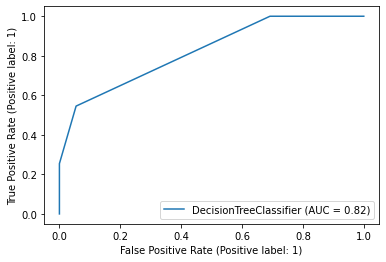 True Positive Rate (Positive label: 1)
1.0
0.8
0.6
0.4
0.2
0.0
DecisionTreeClassifier (AUC = 0.82)
0.0 0.2 0.4 0.6 0.8 1.0
False Positive Rate (Positive label: 1)